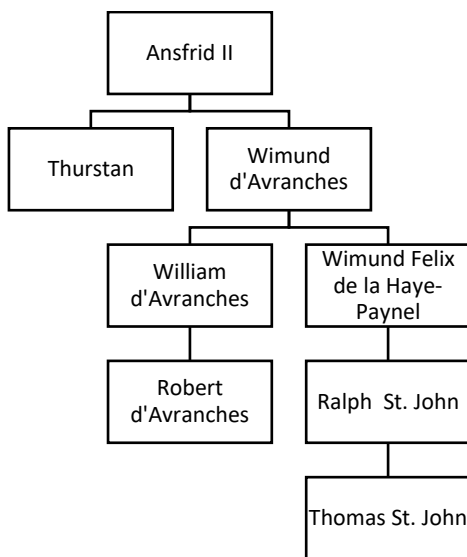 Ansfrid II
Thurstan
Wimund
d'Avranches
William
d'Avranches
Wimund Felix
de la Haye-
Paynel
Robert
d'Avranches
Ralph  St. John
Thomas St. John